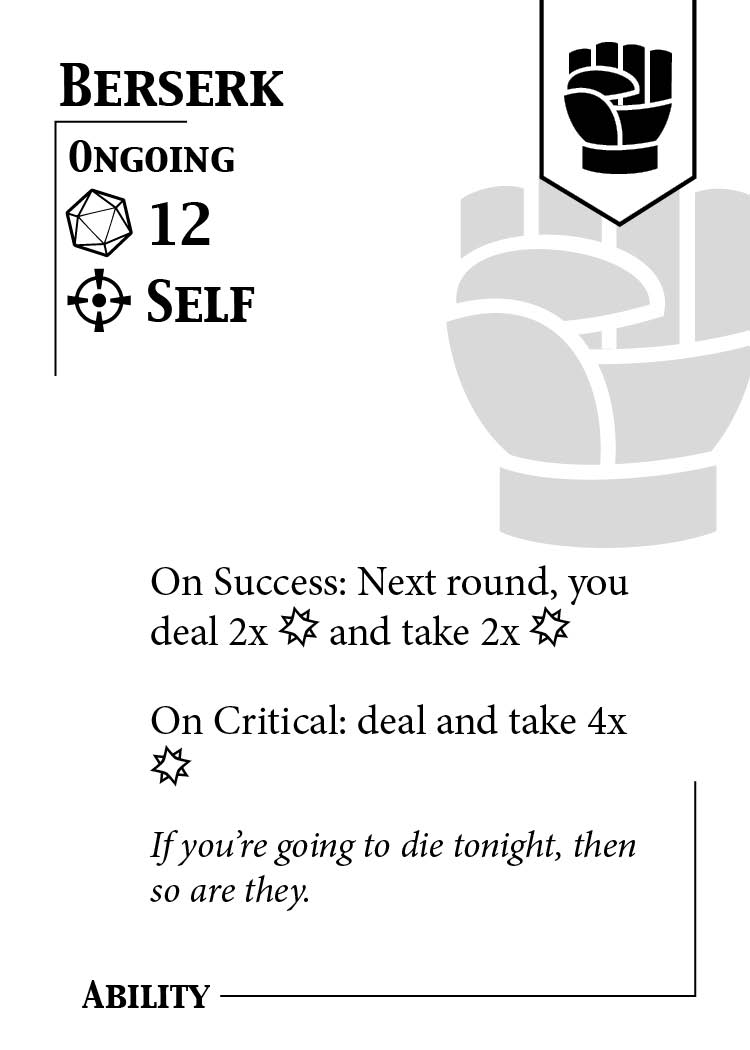 Berserk
Ongoing
12
Self
On Success: Next round, you
deal 2x and take 2x
On Critical: deal and take 4x
If you’re going to die tonight, then
so are they.
Ability